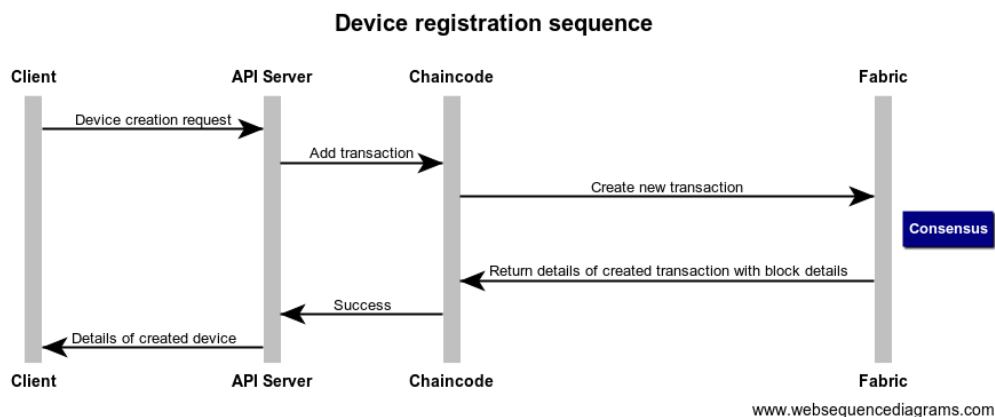 Device registration sequence
Client API Server Chaincode Fabric
Device creation request
Add transaction
Create new transaction
Consensus
Return details of created transaction with block details
Success
Details of created device
Client API Server Chaincode Fabric
www.websequencediagrams.com